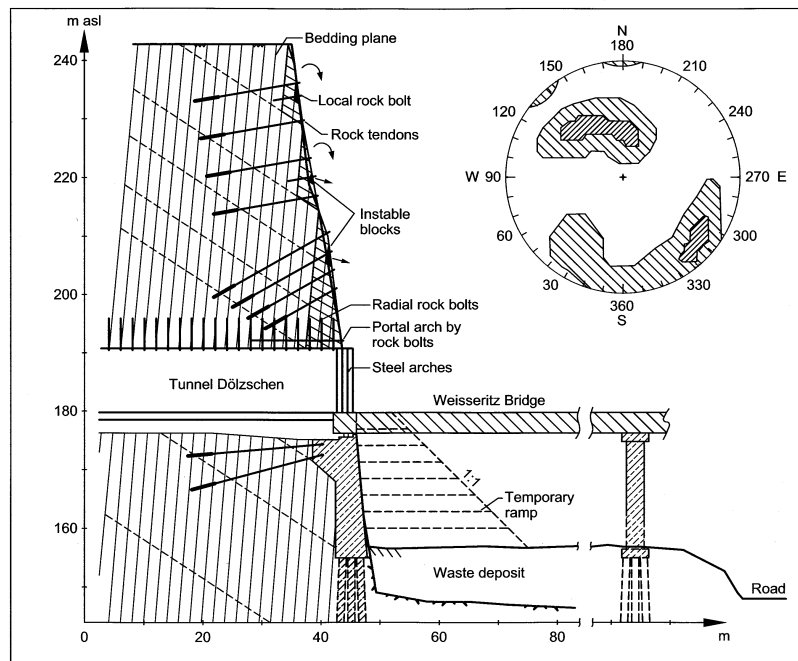 m asl
240
220
200
180
160
0
20
40
60
80
m
Bedding plane
Local rock bolt
Rock tendons
Instable
blocks
Radial rock bolts
Portal arch by
rock bolts
Steel arches
Tunnel Dölzschen
Weisseritz Bridge
1:1
Temporary
ramp
Waste deposit
Road
N
180
150
210
120
240
W 90
270 E
60
300
30
330
360
S